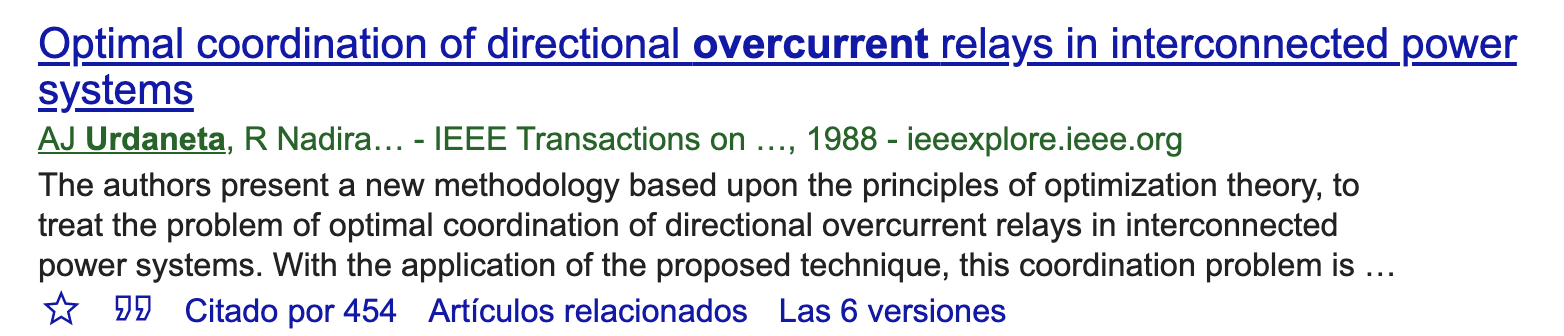 Optimal coordination of directional overcurrent relays in interconnected power
systems
AJ Urdaneta, R Nadira… - IEEE Transactions on …, 1988 - ieeexplore.ieee.org
The authors present a new methodology based upon the principles of optimization theory, to
treat the problem of optimal coordination of directional overcurrent relays in interconnected
power systems. With the application of the proposed technique, this coordination problem is …
Citado por 454 Artículos relacionados Las 6 versiones